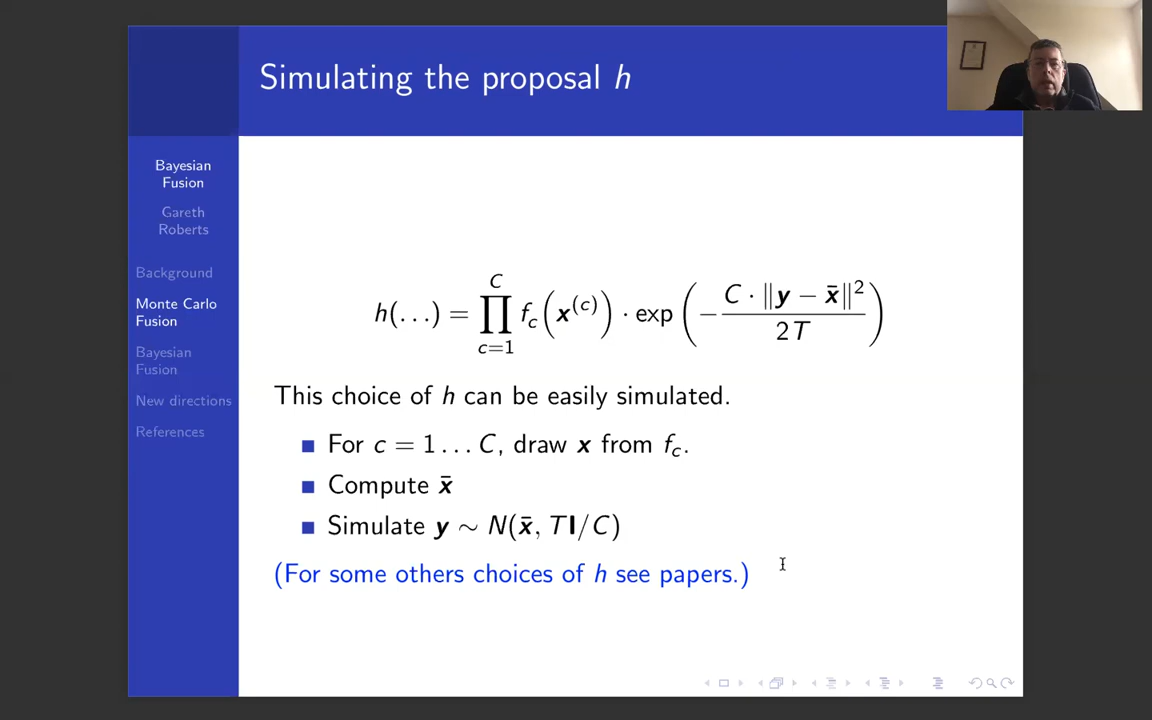 Simulating the proposal h
Bayesian
Fusion
Gareth
Roberts
Background
Monte Carlo
Fusion
Bayesian
Fusion
New directions
References
h(...) = ∏_{c=1}^{C} f_c(x^{(c)}) · exp(− C · ‖y − x̄‖² / 2T)
This choice of h can be easily simulated.
For c = 1 ... C, draw x from f_c.
Compute x̄
Simulate y ∼ N(x̄, TI/C)
(For some others choices of h see papers.)